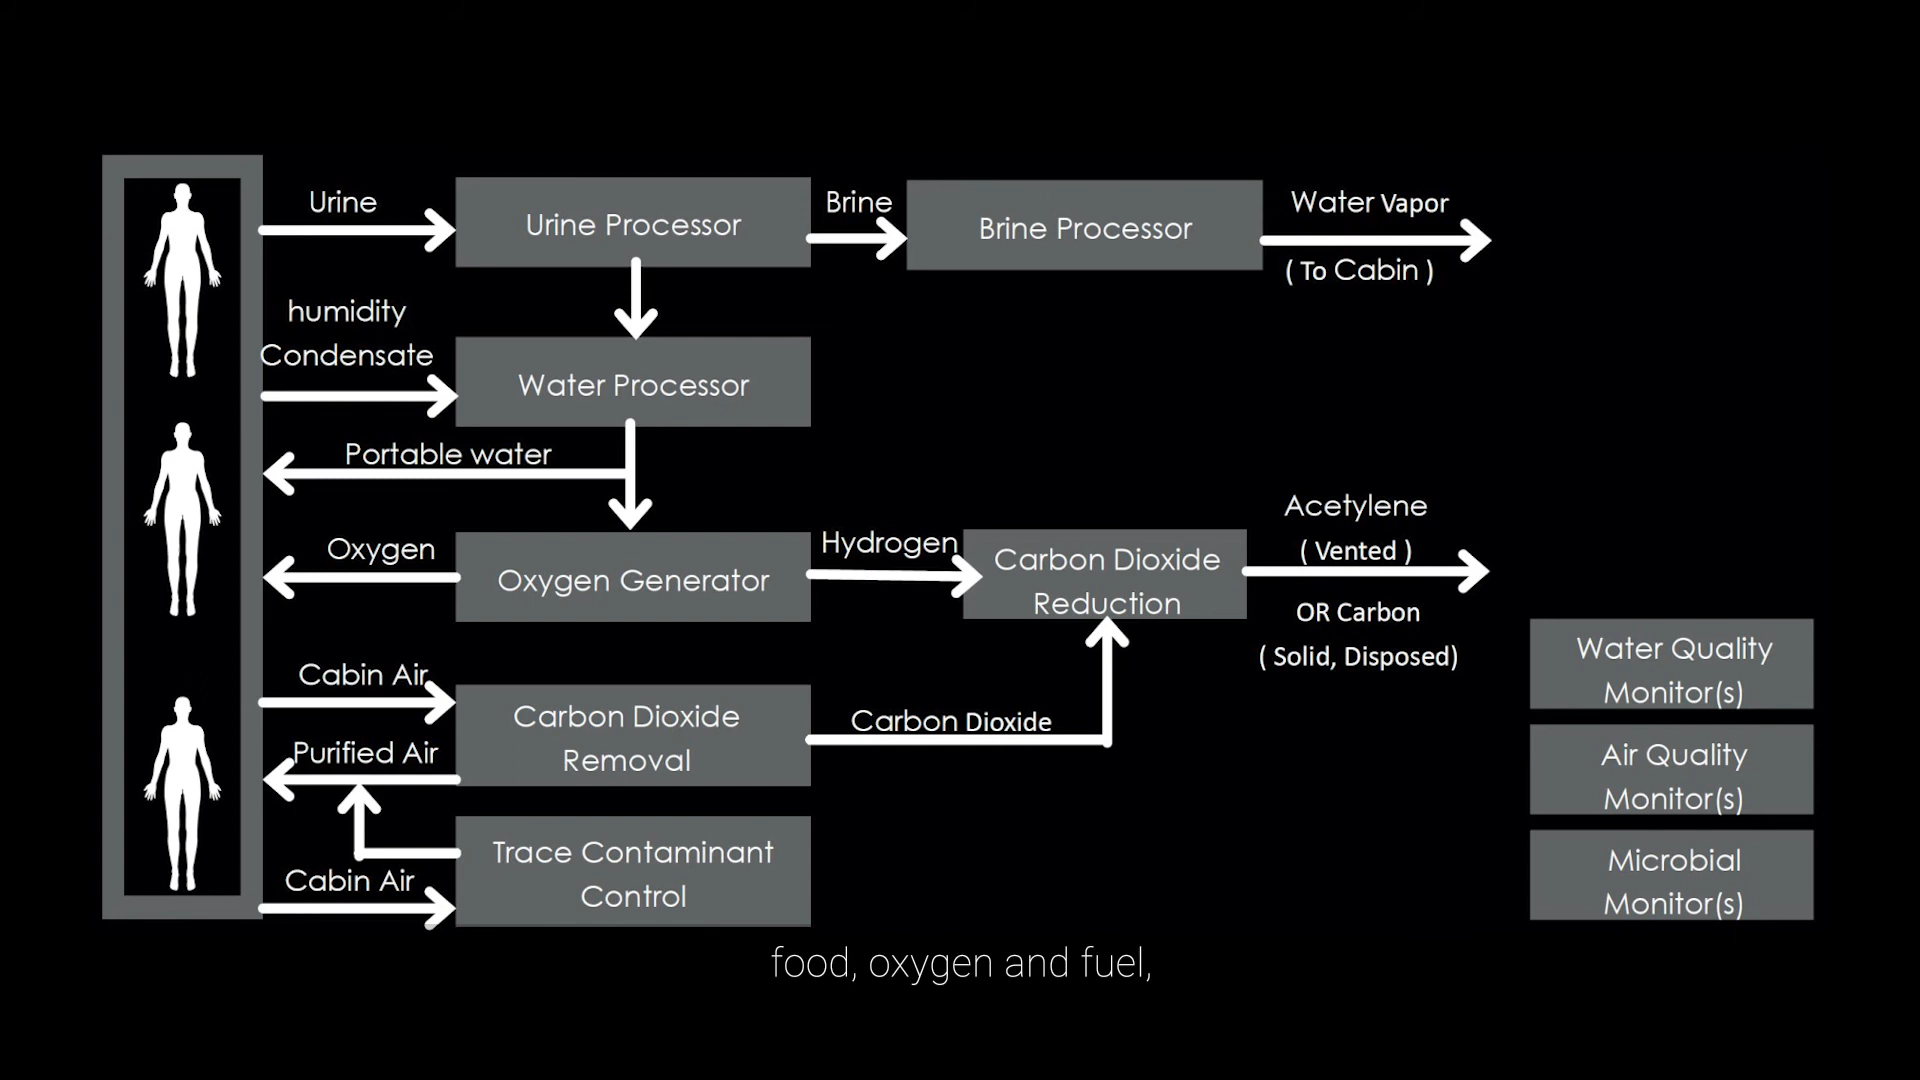 Urine
Urine Processor
Brine
Brine Processor
Water Vapor
( To Cabin )
humidity
Condensate
Water Processor
Portable water
Oxygen
Oxygen Generator
Hydrogen
Carbon Dioxide
Reduction
Acetylene
( Vented )
OR Carbon
( Solid, Disposed)
Cabin Air
Carbon Dioxide
Removal
Carbon Dioxide
Purified Air
Trace Contaminant
Control
Cabin Air
Water Quality
Monitor(s)
Air Quality
Monitor(s)
Microbial
Monitor(s)
food, oxygen and fuel,